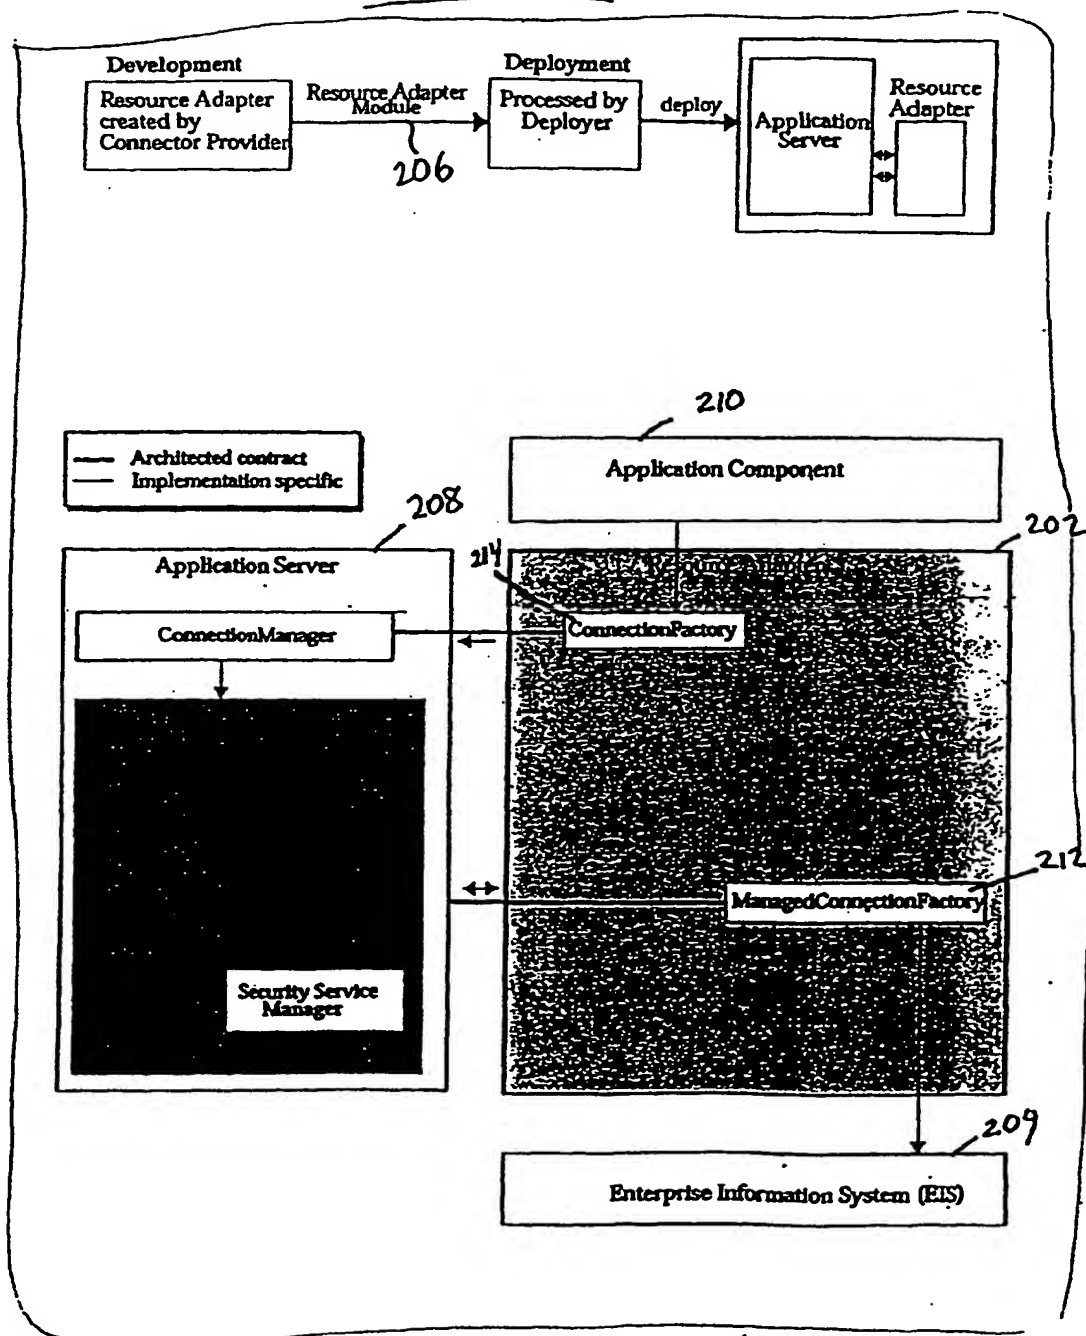 Development
Resource Adapter
created by
Connector Provider
Resource Adapter
Module
206
Deployment
Processed by
Deployer
deploy
Application
Server
Resource
Adapter
210
Architected contract
Implementation specific
Application Component
208
202
Application Server
214
Resource Adapter
ConnectionManager
ConnectionFactory
212
ManagedConnectionFactory
Security Service
Manager
209
Enterprise Information System (EIS)